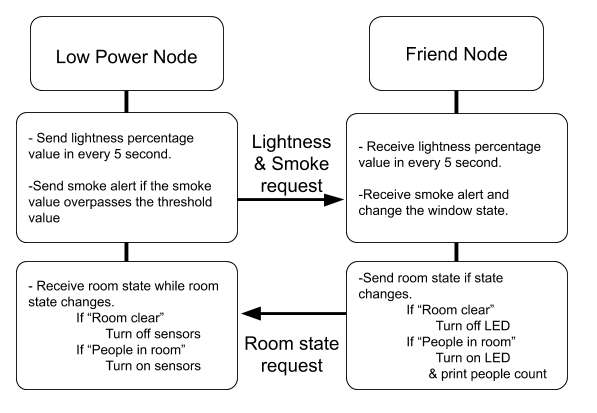 Low Power Node
Friend Node
- Send lightness percentage
value in every 5 second.
-Send smoke alert if the smoke
value overpasses the threshold
value
Lightness
& Smoke
request
- Receive lightness percentage
value in every 5 second.
-Receive smoke alert and
change the window state.
- Receive room state while room
state changes.
If “Room clear”
Turn off sensors
If “People in room”
Turn on sensors
Room state
request
-Send room state if state
changes.
If “Room clear”
Turn off LED
If “People in room”
Turn on LED
& print people count